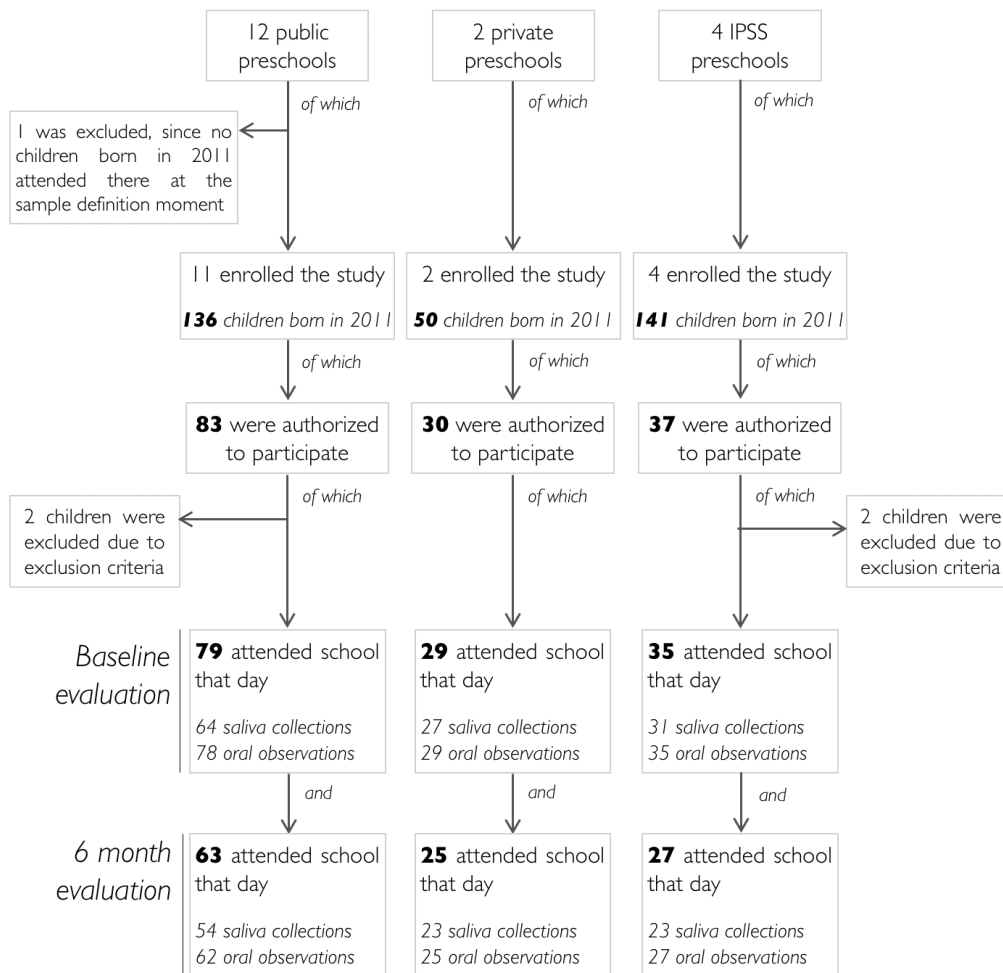 12 public
preschools
2 private
preschools
4 IPSS
preschools
of which
of which
of which
1 was excluded, since no
children born in 2011
attended there at the
sample definition moment
11 enrolled the study
136 children born in 2011
2 enrolled the study
50 children born in 2011
4 enrolled the study
141 children born in 2011
of which
of which
of which
83 were authorized
to participate
30 were authorized
to participate
37 were authorized
to participate
of which
of which
of which
2 children were
excluded due to
exclusion criteria
2 children were
excluded due to
exclusion criteria
Baseline
evaluation
79 attended school
that day
64 saliva collections
78 oral observations
29 attended school
that day
27 saliva collections
29 oral observations
35 attended school
that day
31 saliva collections
35 oral observations
and
and
and
6 month
evaluation
63 attended school
that day
54 saliva collections
62 oral observations
25 attended school
that day
23 saliva collections
25 oral observations
27 attended school
that day
23 saliva collections
27 oral observations